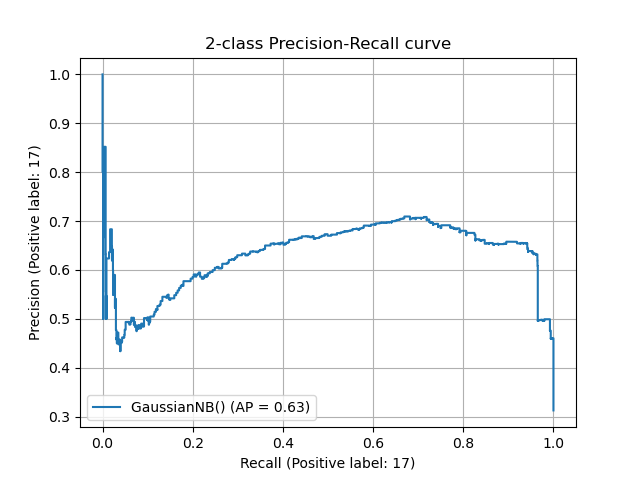 2-class Precision-Recall curve
Precision (Positive label: 17)
1.0
0.9
0.8
0.7
0.6
0.5
0.4
0.3
GaussianNB() (AP = 0.63)
0.0 0.2 0.4 0.6 0.8 1.0
Recall (Positive label: 17)